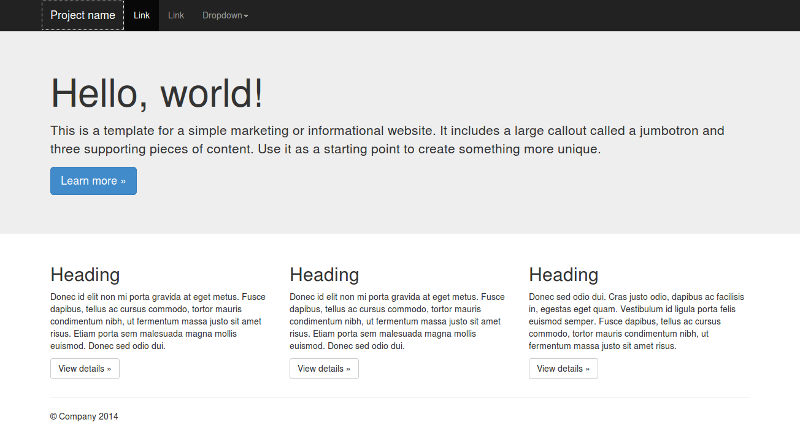 Project name Link Link Dropdown
Hello, world!
This is a template for a simple marketing or informational website. It includes a large callout called a jumbotron and
three supporting pieces of content. Use it as a starting point to create something more unique.
Learn more »
Heading
Donec id elit non mi porta gravida at eget metus. Fusce
dapibus, tellus ac cursus commodo, tortor mauris
condimentum nibh, ut fermentum massa justo sit amet
risus. Etiam porta sem malesuada magna mollis
euismod. Donec sed odio dui.
View details »
Heading
Donec id elit non mi porta gravida at eget metus. Fusce
dapibus, tellus ac cursus commodo, tortor mauris
condimentum nibh, ut fermentum massa justo sit amet
risus. Etiam porta sem malesuada magna mollis
euismod. Donec sed odio dui.
View details »
Heading
Donec sed odio dui. Cras justo odio, dapibus ac facilisis
in, egestas eget quam. Vestibulum id ligula porta felis
euismod semper. Fusce dapibus, tellus ac cursus
commodo, tortor mauris condimentum nibh, ut
fermentum massa justo sit amet risus.
View details »
© Company 2014